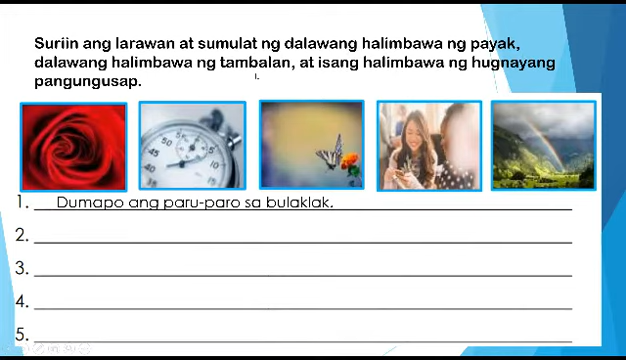 Suriin ang larawan at sumulat ng dalawang halimbawa ng payak,
dalawang halimbawa ng tambalan, at isang halimbawa ng hugnayang
pangungusap.
1. Dumapo ang paru-paro sa bulaklak.
2.
3.
4.
5.